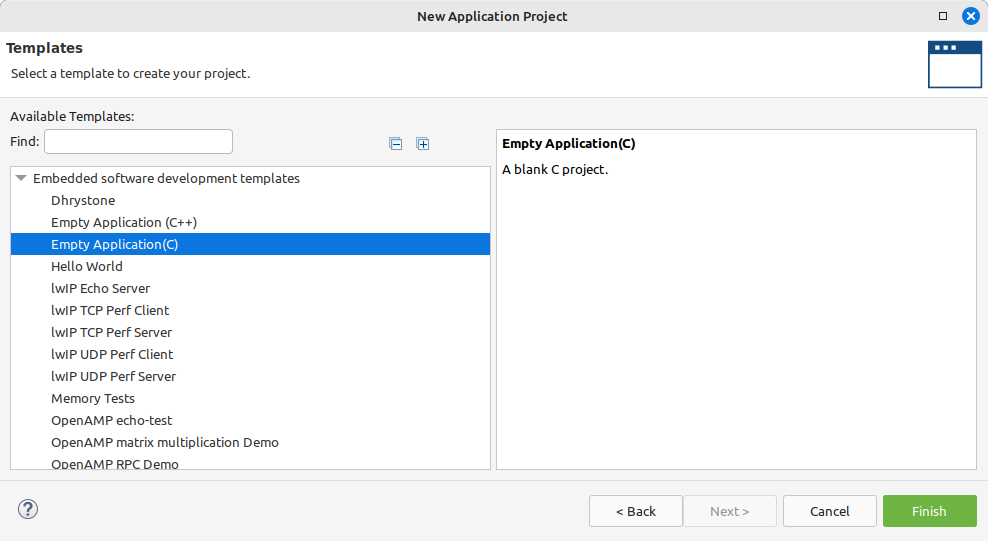 New Application Project
Templates
Select a template to create your project.
Available Templates:
Find:
Embedded software development templates
Dhrystone
Empty Application (C++)
Empty Application(C)
Hello World
lwIP Echo Server
lwIP TCP Perf Client
lwIP TCP Perf Server
lwIP UDP Perf Client
lwIP UDP Perf Server
Memory Tests
OpenAMP echo-test
OpenAMP matrix multiplication Demo
OpenAMP RPC Demo
Empty Application(C)
A blank C project.
?
< Back
Next >
Cancel
Finish